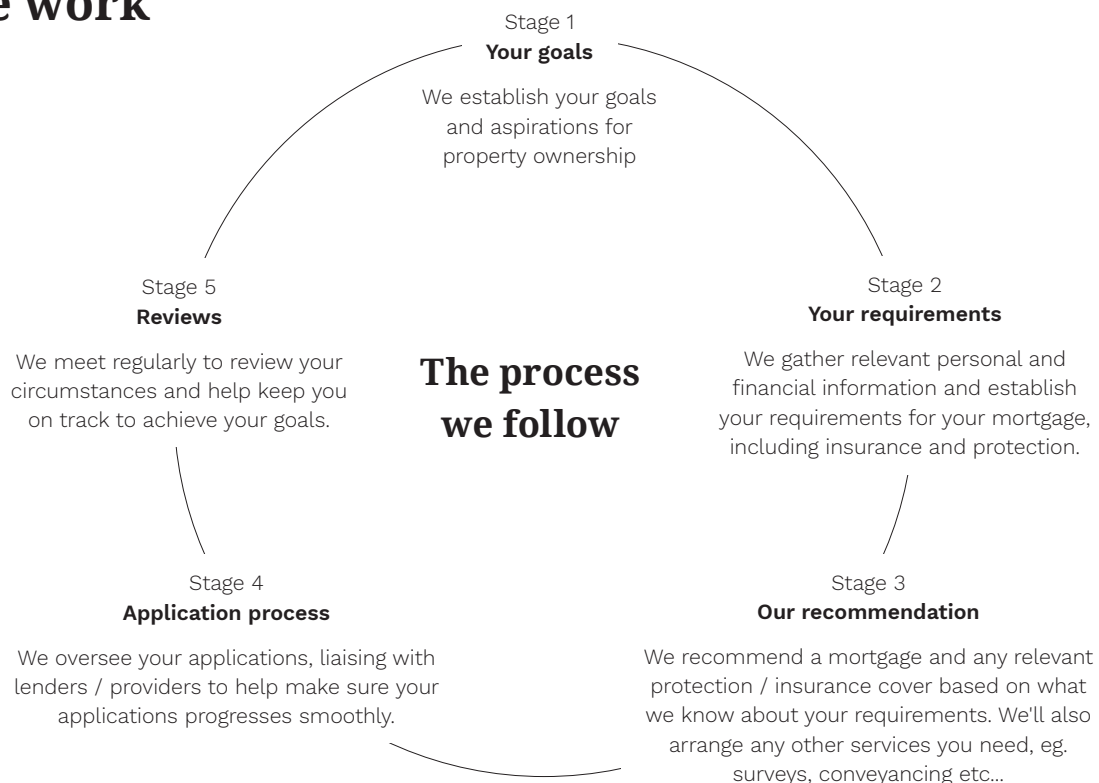 e work
Stage 1
Your goals
We establish your goals
and aspirations for
property ownership
Stage 2
Your requirements
We gather relevant personal and
financial information and establish
your requirements for your mortgage,
including insurance and protection.
Stage 3
Our recommendation
We recommend a mortgage and any relevant
protection / insurance cover based on what
we know about your requirements. We'll also
arrange any other services you need, eg.
surveys, conveyancing etc...
Stage 4
Application process
We oversee your applications, liaising with
lenders / providers to help make sure your
applications progresses smoothly.
Stage 5
Reviews
We meet regularly to review your
circumstances and help keep you
on track to achieve your goals.
The process
we follow